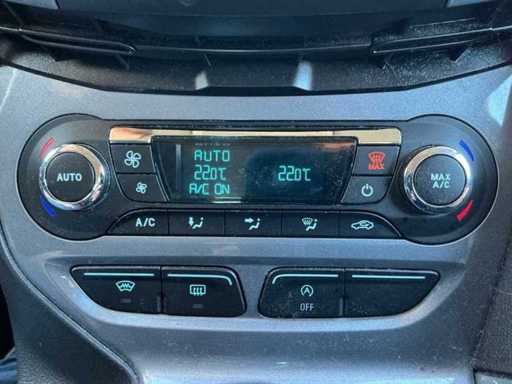 AUTO
22.0℃ 22.0℃
A/C ON
AUTO
MAX
MAX
A/C
A/C
A
OFF